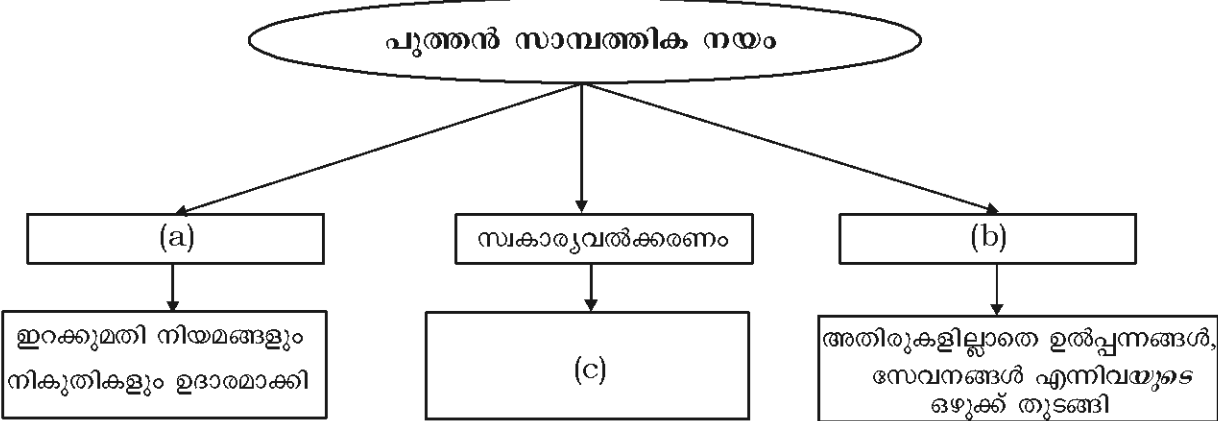 പുത്തൻ സാമ്പത്തിക നയം
(a)
സ്വകാര്യവൽക്കരണം
(b)
ഇറക്കുമതി നിയമങ്ങളും
നികുതികളും ഉദാരമാക്കി
(c)
അതിരുകളില്ലാതെ ഉൽപ്പന്നങ്ങൾ,
സേവനങ്ങൾ എന്നിവയുടെ
ഒഴുക്ക് തുടങ്ങി